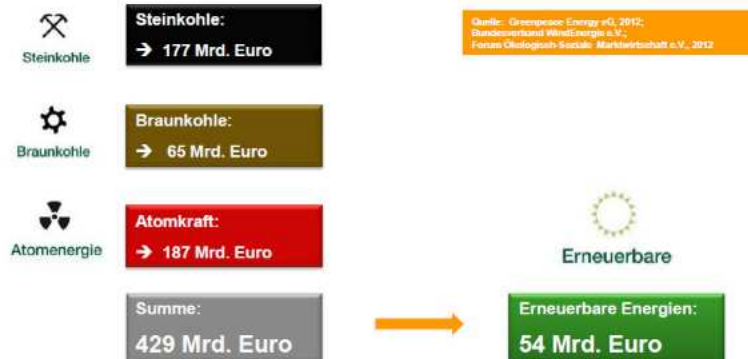 Steinkohle
Steinkohle:
→ 177 Mrd. Euro
Quelle: Greenpeace Energy eG, 2012;
Bundesverband WindEnergie e.V.;
Forum Ökologisch-Soziale Marktwirtschaft e.V., 2012
Braunkohle
Braunkohle:
→ 65 Mrd. Euro
Atomenergie
Atomkraft:
→ 187 Mrd. Euro
Erneuerbare
Summe:
429 Mrd. Euro
Erneuerbare Energien:
54 Mrd. Euro